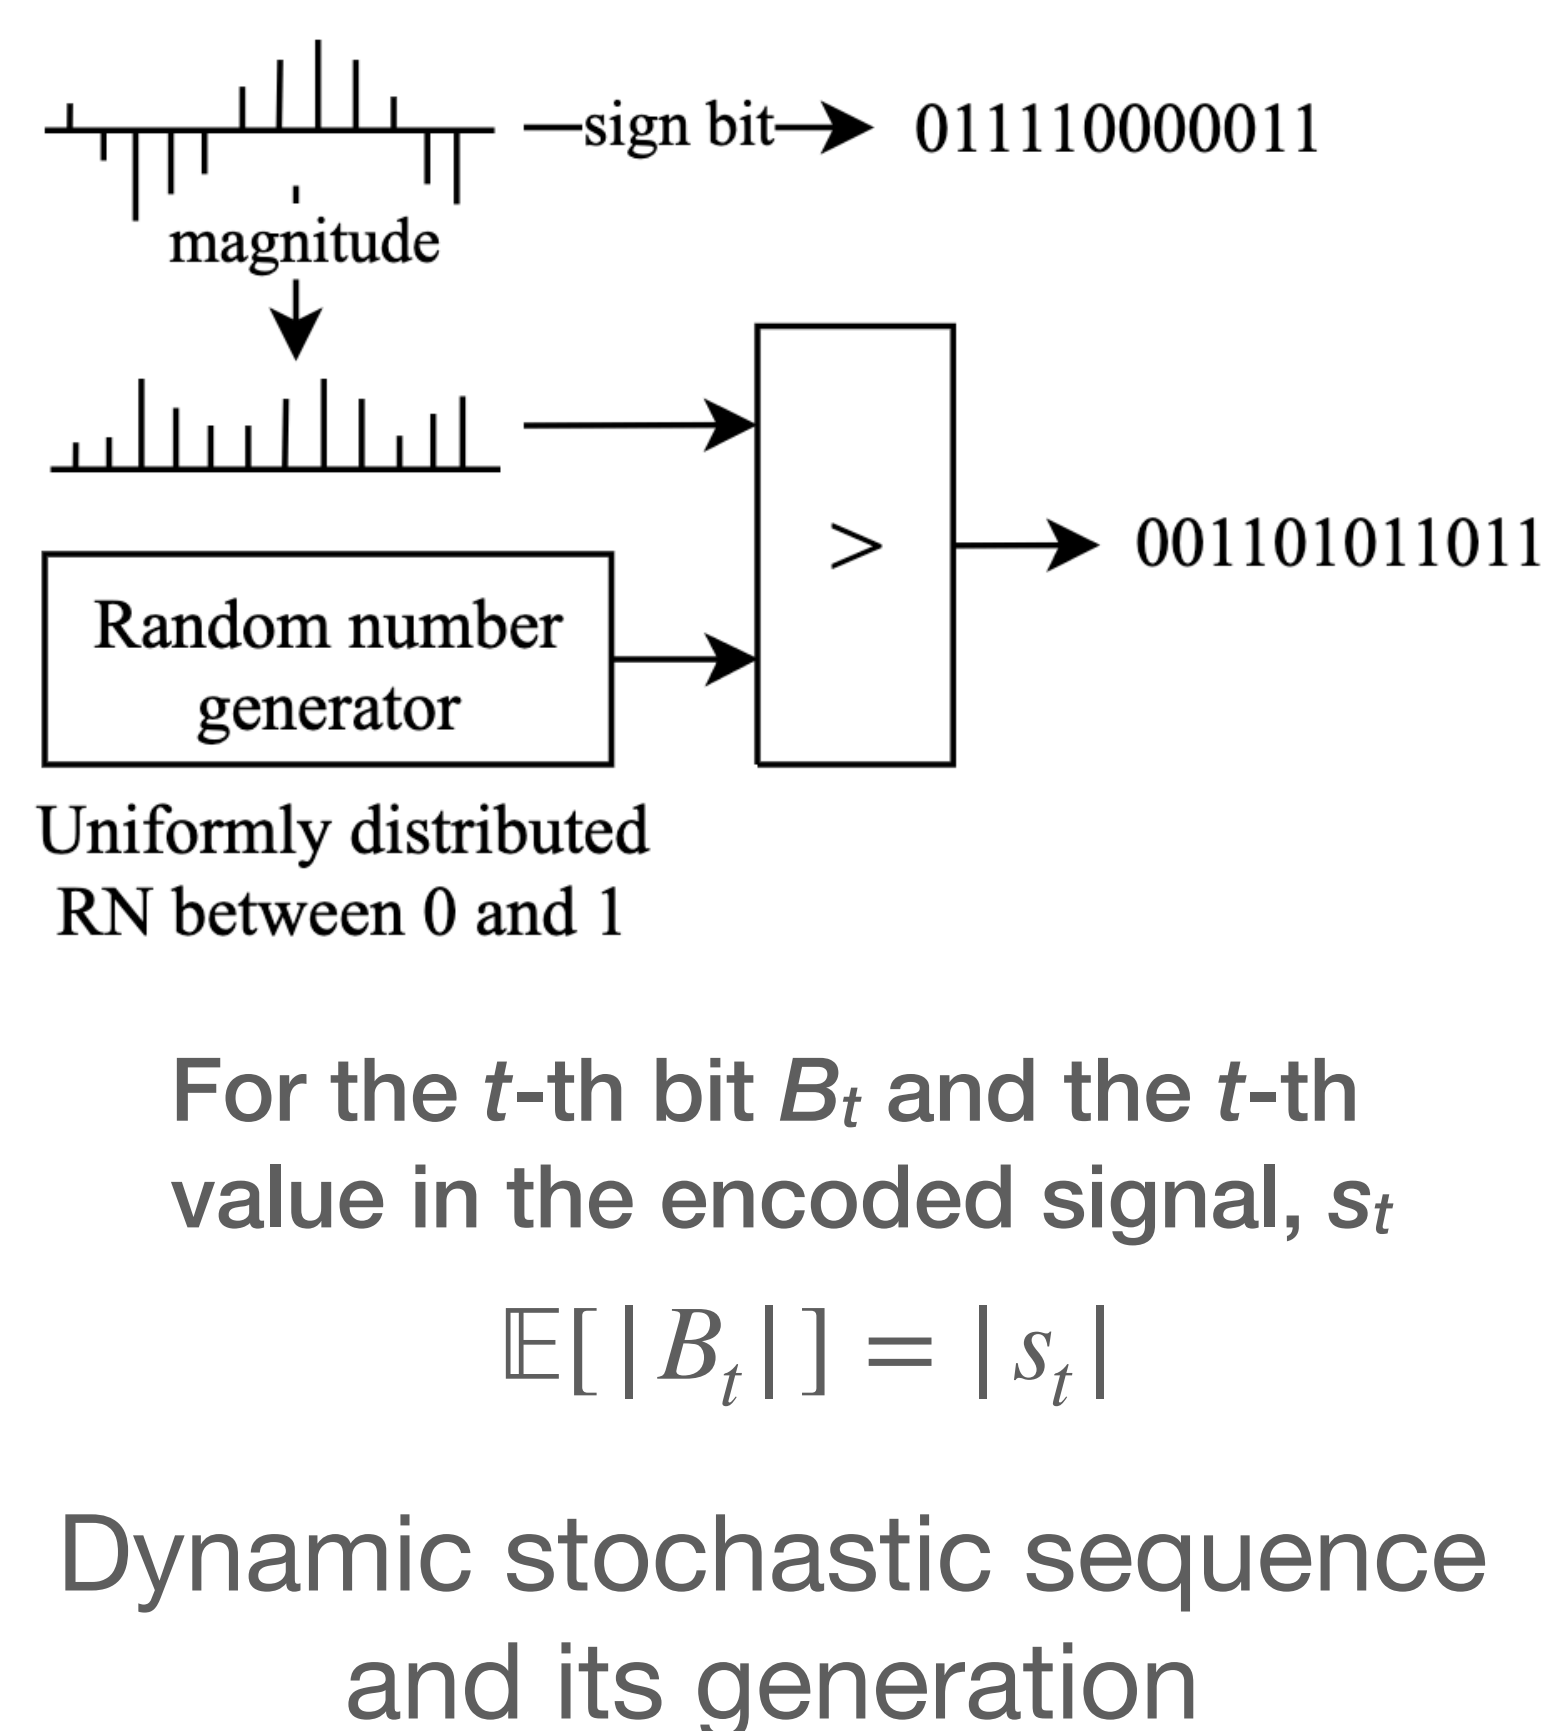 sign bit 011110000011
magnitude
>
001101011011
Random number
generator
Uniformly distributed
RN between 0 and 1
For the t-th bit Bₜ and the t-th
value in the encoded signal, sₜ
𝔼[|Bₜ|] = |sₜ|
Dynamic stochastic sequence
and its generation